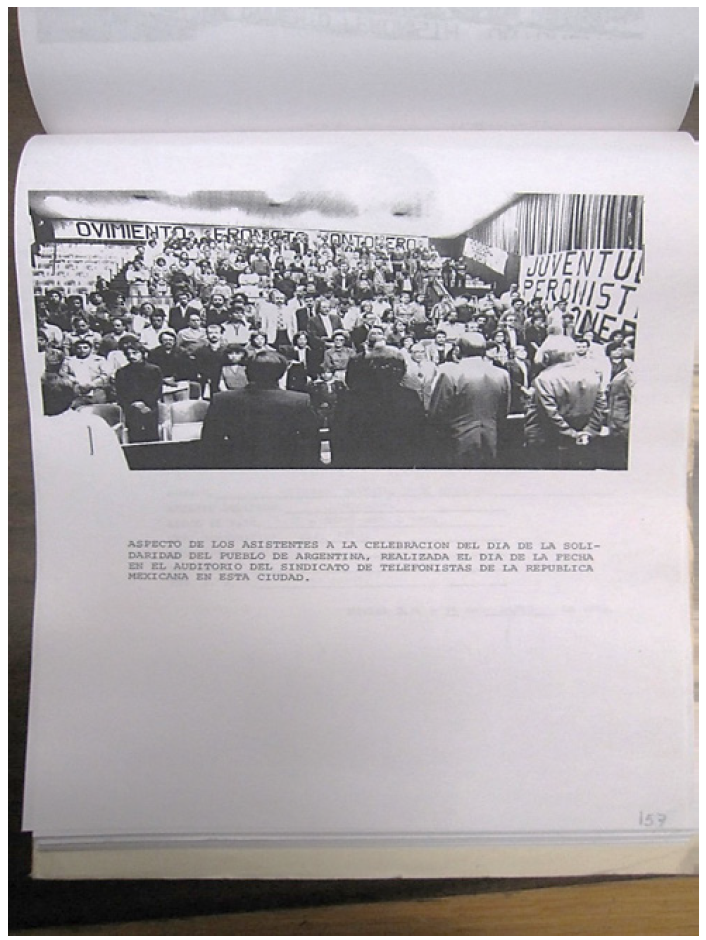 OVIMIENTO PERONISTA MONTONERO
JUVENTU
PERONIST
ONER
ASPECTO DE LOS ASISTENTES A LA CELEBRACION DEL DIA DE LA SOLI-
DARIDAD DEL PUEBLO DE ARGENTINA, REALIZADA EL DIA DE LA FECHA
EN EL AUDITORIO DEL SINDICATO DE TELEFONISTAS DE LA REPUBLICA
MEXICANA EN ESTA CIUDAD.
157